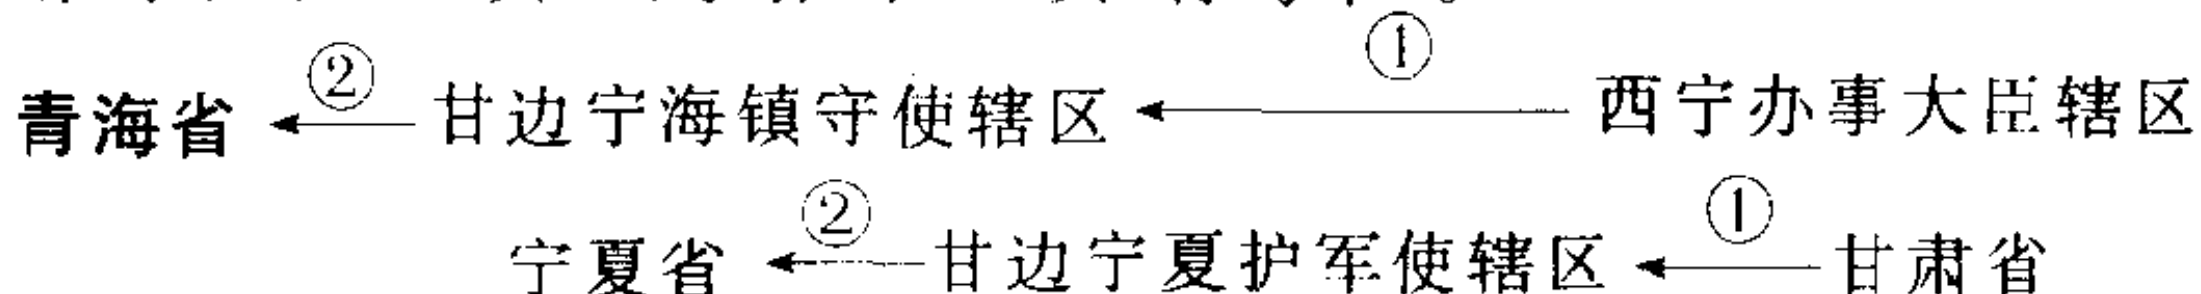 青海省 ←② 甘边宁海镇守使辖区 ←① 西宁办事大臣辖区
宁夏省 ←② 甘边宁夏护军使辖区 ←① 甘肃省